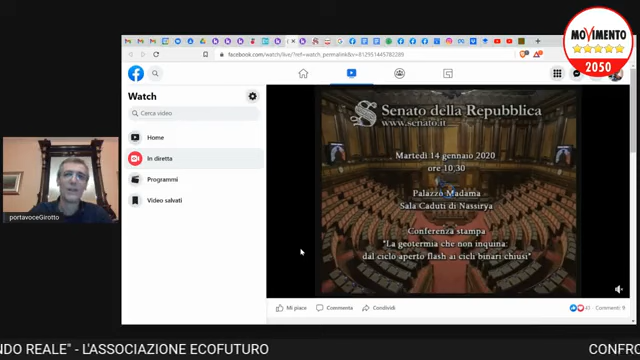 MOVIMENTO
2050
facebook.com/watch/live/?ref=watch_permalink&v=812951445782289
Watch
Cerca video
Home
In diretta
Programmi
Video salvati
Senato della Repubblica
www.senato.it
Martedì 14 gennaio 2020
ore 10,30
Palazzo Madama
Sala Caduti di Nassirya
Conferenza stampa
"La geotermia che non inquina:
dal ciclo aperto flash ai cicli binari chiusi"
Mi piace
Commenta
Condividi
Commenti: 9
portavoceGirotto
NDO REALE" - L'ASSOCIAZIONE ECOFUTURO
CONFRO